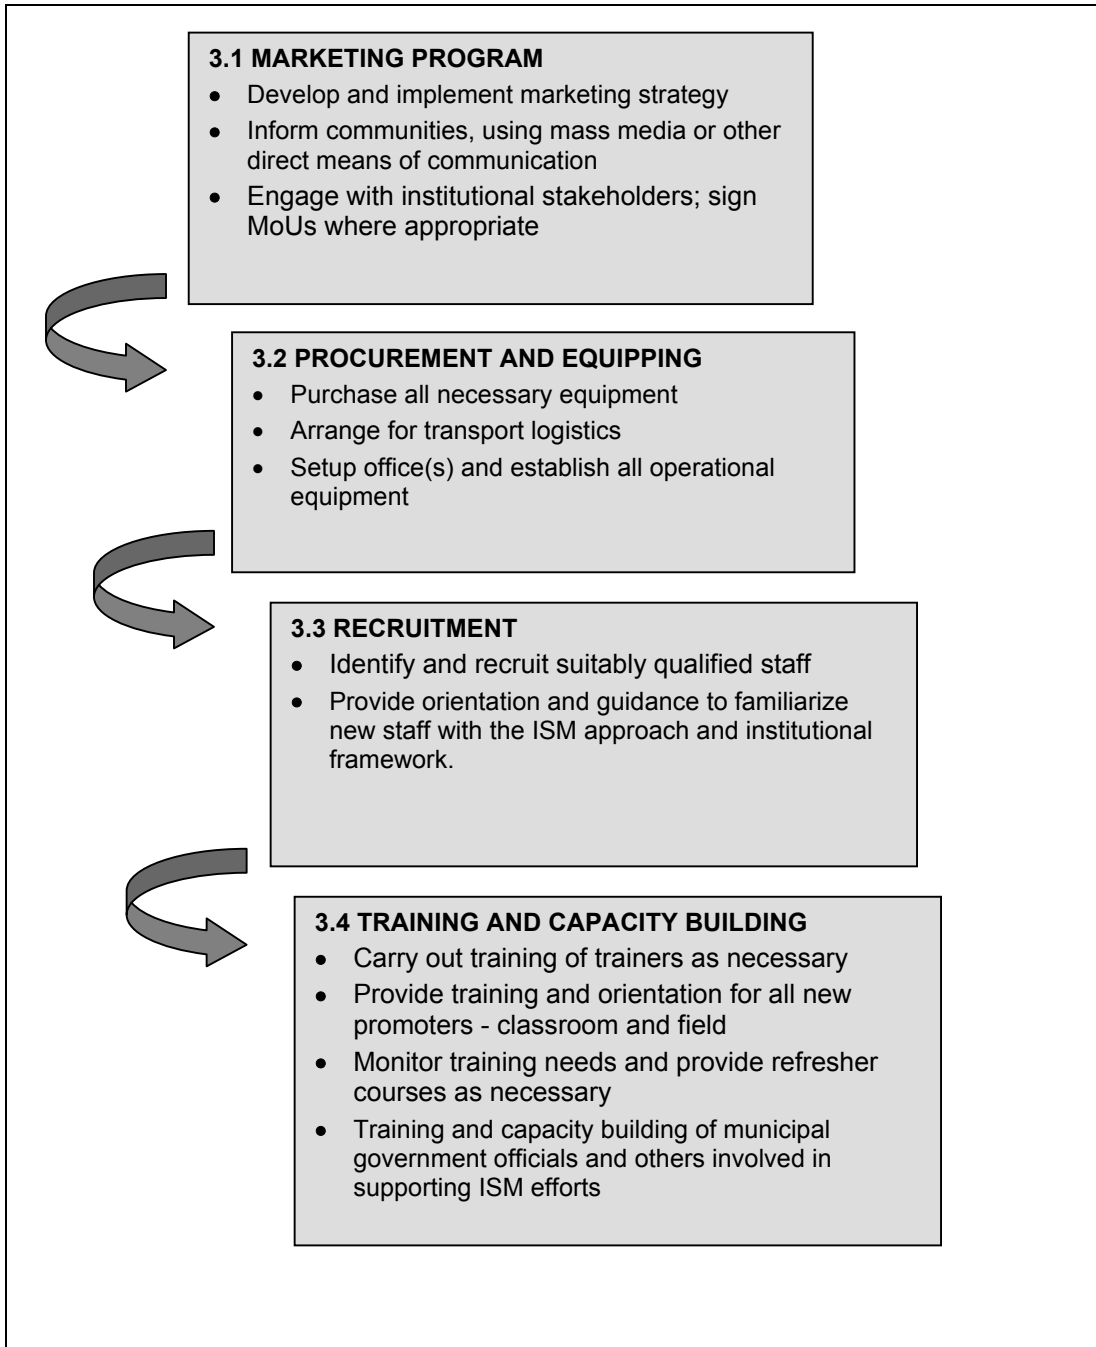 3.1 MARKETING PROGRAM
• Develop and implement marketing strategy
• Inform communities, using mass media or other
direct means of communication
• Engage with institutional stakeholders; sign
MoUs where appropriate
3.2 PROCUREMENT AND EQUIPPING
• Purchase all necessary equipment
• Arrange for transport logistics
• Setup office(s) and establish all operational
equipment
3.3 RECRUITMENT
• Identify and recruit suitably qualified staff
• Provide orientation and guidance to familiarize
new staff with the ISM approach and institutional
framework.
3.4 TRAINING AND CAPACITY BUILDING
• Carry out training of trainers as necessary
• Provide training and orientation for all new
promoters - classroom and field
• Monitor training needs and provide refresher
courses as necessary
• Training and capacity building of municipal
government officials and others involved in
supporting ISM efforts